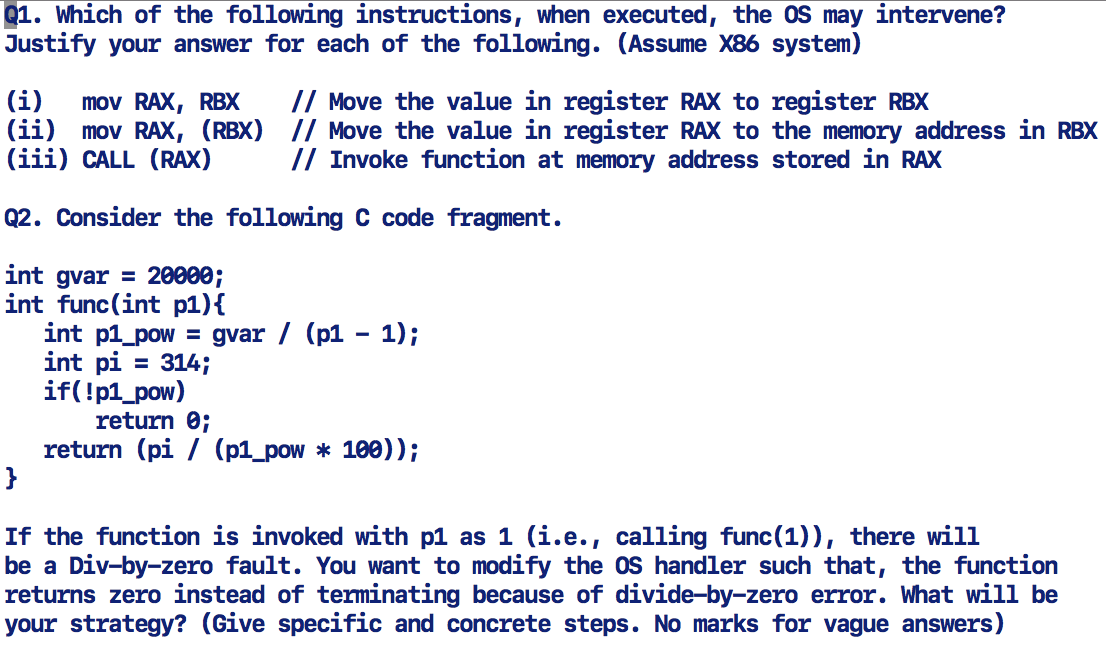 Q1. Which of the following instructions, when executed, the OS may intervene?
Justify your answer for each of the following. (Assume X86 system)
(i)   mov RAX, RBX    // Move the value in register RAX to register RBX
(ii)  mov RAX, (RBX)  // Move the value in register RAX to the memory address in RBX
(iii) CALL (RAX)      // Invoke function at memory address stored in RAX
Q2. Consider the following C code fragment.
int gvar = 20000;
int func(int p1){
   int p1_pow = gvar / (p1 - 1);
   int pi = 314;
   if(!p1_pow)
       return 0;
   return (pi / (p1_pow * 100));
}
If the function is invoked with p1 as 1 (i.e., calling func(1)), there will
be a Div-by-zero fault. You want to modify the OS handler such that, the function
returns zero instead of terminating because of divide-by-zero error. What will be
your strategy? (Give specific and concrete steps. No marks for vague answers)